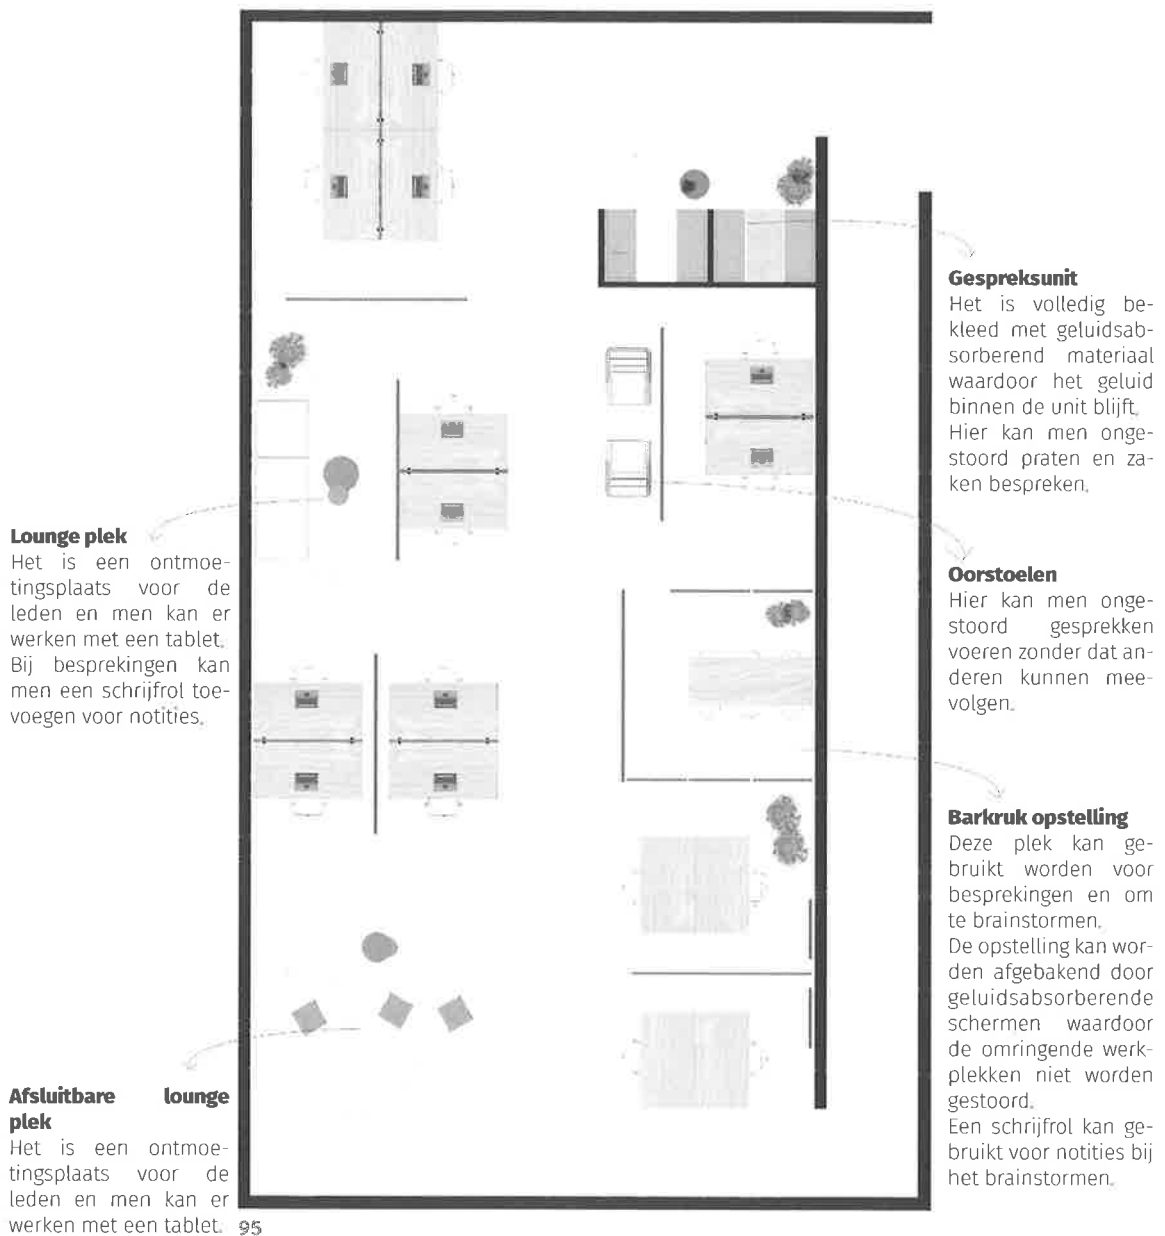 Gespreksunit
Het is volledig be-
kleed met geluidsab-
sorberend materiaal
waardoor het geluid
binnen de unit blijft.
Hier kan men onge-
stoord praten en za-
ken bespreken.
Lounge plek
Het is een ontmoe-
tingsplaats voor de
leden en men kan er
werken met een tablet.
Bij besprekingen kan
men een schrijfrol toe-
voegen voor notities.
Oorstoelen
Hier kan men onge-
stoord gesprekken
voeren zonder dat an-
deren kunnen mee-
volgen.
Barkruk opstelling
Deze plek kan ge-
bruikt worden voor
besprekingen en om
te brainstormen.
De opstelling kan wor-
den afgebakend door
geluidsabsorberende
schermen waardoor
de omringende werk-
plekken niet worden
gestoord.
Een schrijfrol kan ge-
bruikt voor notities bij
het brainstormen.
Afsluitbare lounge
plek
Het is een ontmoe-
tingsplaats voor de
leden en men kan er
werken met een tablet.
95